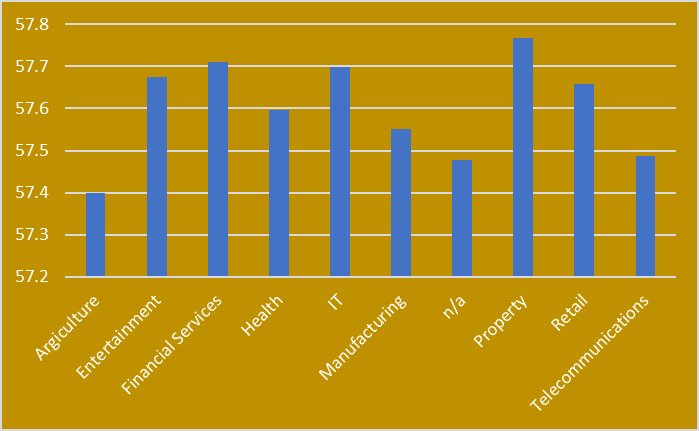 57.8
57.7
57.6
57.5
57.4
57.3
57.2
Argiculture
Entertainment
Financial Services
Health
IT
Manufacturing
n/a
Property
Retail
Telecommunications